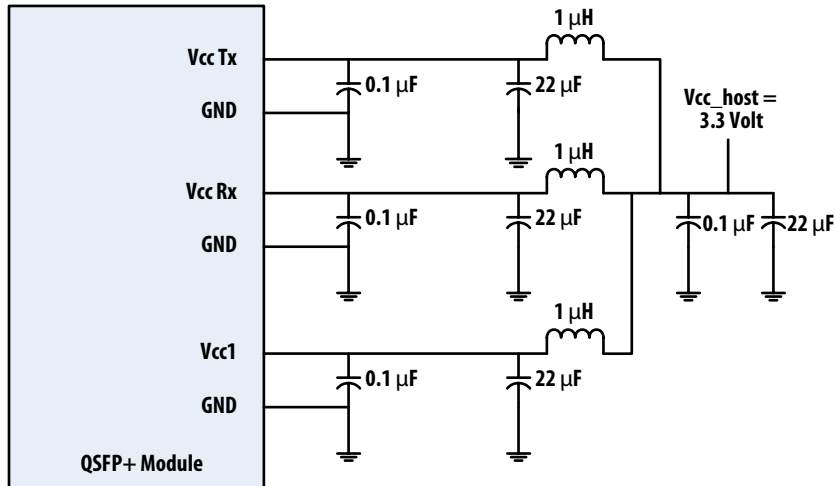 1 µH
Vcc Tx
0.1 µF
22 µF
GND
Vcc_host =
3.3 Volt
1 µH
Vcc Rx
0.1 µF
22 µF
0.1 µF
22 µF
GND
1 µH
Vcc1
0.1 µF
22 µF
GND
QSFP+ Module